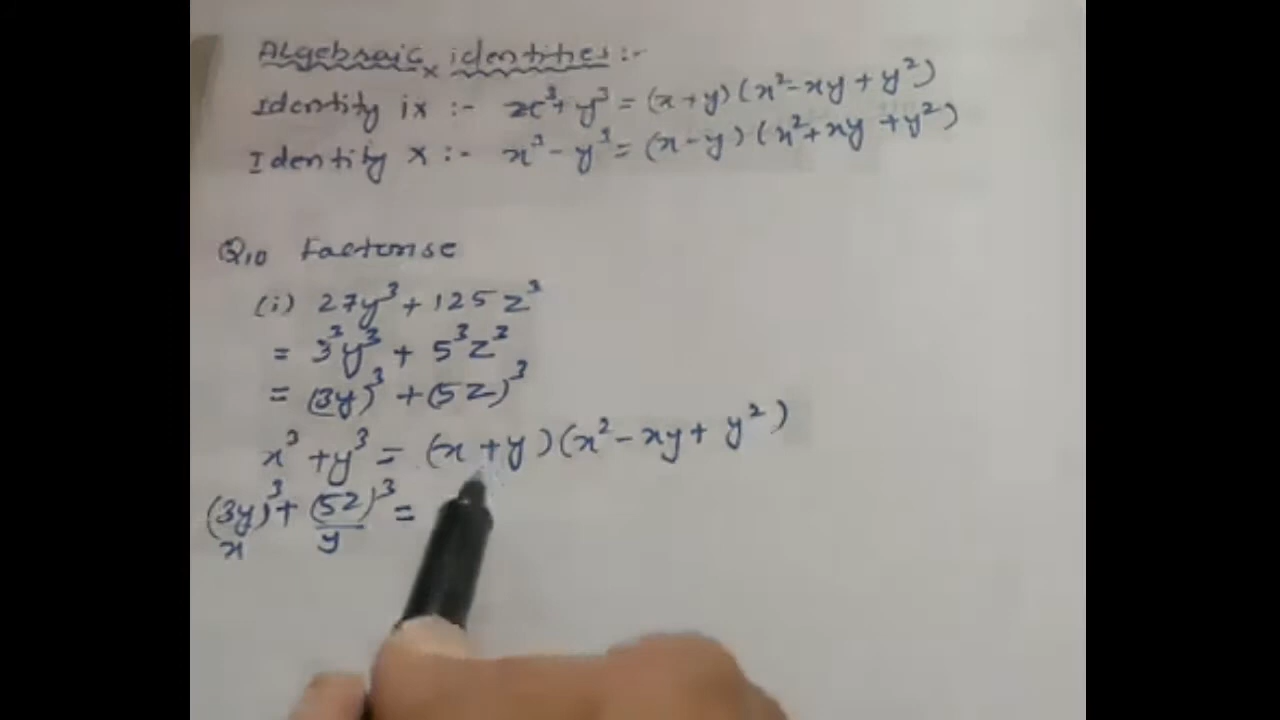 Algebraic identities :-
Identity ix :- x³ + y³ = (x + y) (x² - xy + y²)
Identity x :- x³ - y³ = (x - y) (x² + xy + y²)
Q10 Factorise
(i) 27y³ + 125 z³
= 3³y³ + 5³z³
= (3y)³ + (5z)³
x³ + y³ = (x + y) (x² - xy + y²)
(3y)³ + (5z)³ =
x y